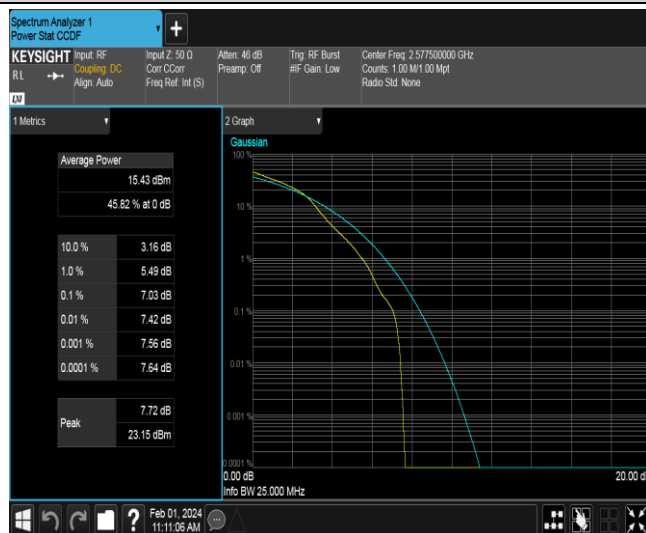 Spectrum Analyzer 1
Power Stat CCDF
KEYSIGHT
RL
LXI
Input: RF
Coupling: DC
Align: Auto
Input Z: 50 Ω
Corr CCorr
Freq Ref: Int (S)
Atten: 46 dB
Preamp: Off
Trig: RF Burst
#IF Gain: Low
Center Freq: 2.577500000 GHz
Counts: 1.00 M/1.00 Mpt
Radio Std: None
1 Metrics
Average Power
15.43 dBm
45.82 % at 0 dB
10.0 % 3.16 dB
1.0 % 5.49 dB
0.1 % 7.03 dB
0.01 % 7.42 dB
0.001 % 7.56 dB
0.0001 % 7.64 dB
Peak
7.72 dB
23.15 dBm
2 Graph
Gaussian
100 %
10 %
1 %
0.1 %
0.01 %
0.001 %
0.0001 %
0.00 dB 20.00 d
Info BW 25.000 MHz
?
Feb 01, 2024
11:11:06 AM